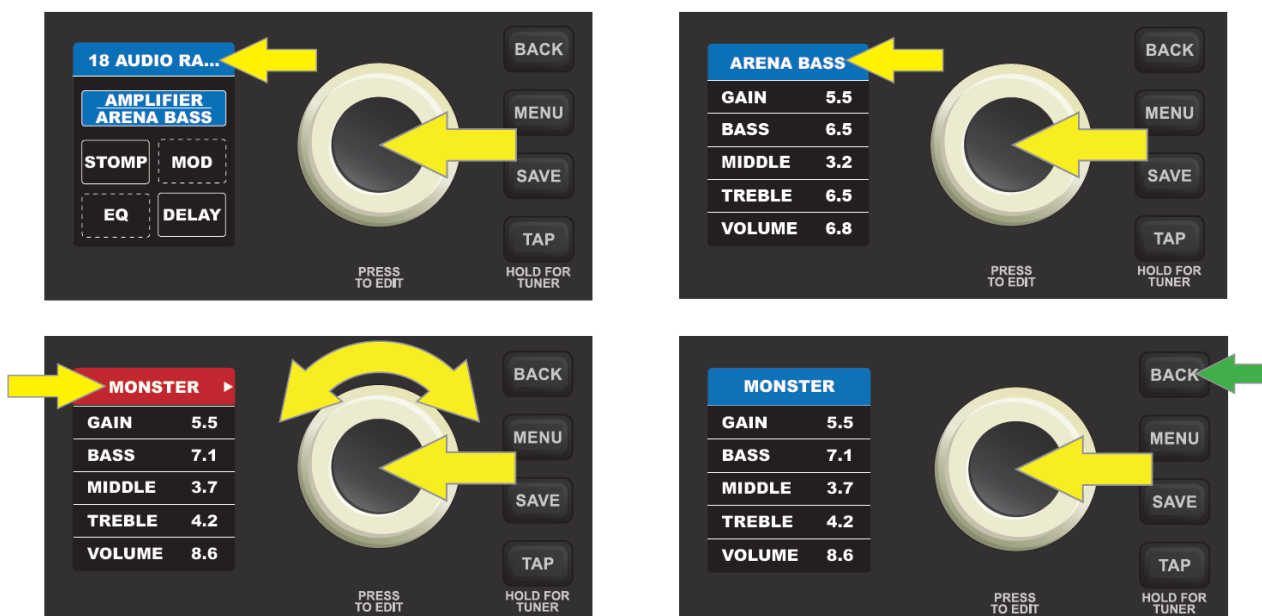 18 AUDIO RA...
AMPLIFIER
ARENA BASS
STOMP MOD
EQ DELAY
PRESS
TO EDIT
BACK
MENU
SAVE
TAP
HOLD FOR
TUNER
ARENA BASS
GAIN 5.5
BASS 6.5
MIDDLE 3.2
TREBLE 6.5
VOLUME 6.8
PRESS
TO EDIT
BACK
MENU
SAVE
TAP
HOLD FOR
TUNER
MONSTER
GAIN 5.5
BASS 7.1
MIDDLE 3.7
TREBLE 4.2
VOLUME 8.6
PRESS
TO EDIT
BACK
MENU
SAVE
TAP
HOLD FOR
TUNER
MONSTER
GAIN 5.5
BASS 7.1
MIDDLE 3.7
TREBLE 4.2
VOLUME 8.6
PRESS
TO EDIT
BACK
MENU
SAVE
TAP
HOLD FOR
TUNER